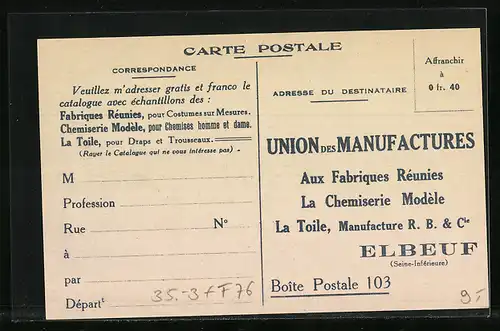 CARTE POSTALE
CORRESPONDANCE
Veuillez m'adresser gratis et franco le
catalogue avec échantillons des :
Fabriques Réunies, pour Costumes sur Mesures.
Chemiserie Modèle, pour Chemises homme et dame.
La Toile, pour Draps et Trousseaux.
(Rayer le Catalogue qui ne vous intéresse pas) -
M
Profession
Rue N°
à
par
Départt
35.-3+F76
Affranchir
à
0 fr. 40
ADRESSE DU DESTINATAIRE
UNION DES MANUFACTURES
Aux Fabriques Réunies
La Chemiserie Modèle
La Toile, Manufacture R. B. & Cie
ELBEUF
(Seine-Inférieure)
Boîte Postale 103
9.-